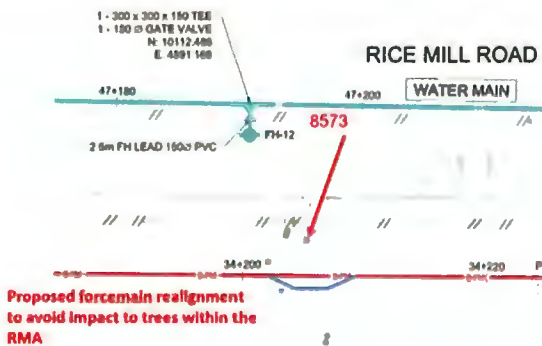 1 - 300 x 300 x 150 TEE
1 - 150 Ø GATE VALVE
N: 10112.488
E: 4891.168
RICE MILL ROAD
47+180
47+200
WATER MAIN
8573
FH-12
2.5m FH LEAD 150Ø PVC
34+200
34+220
P
Proposed forcemain realignment
to avoid impact to trees within the
RMA